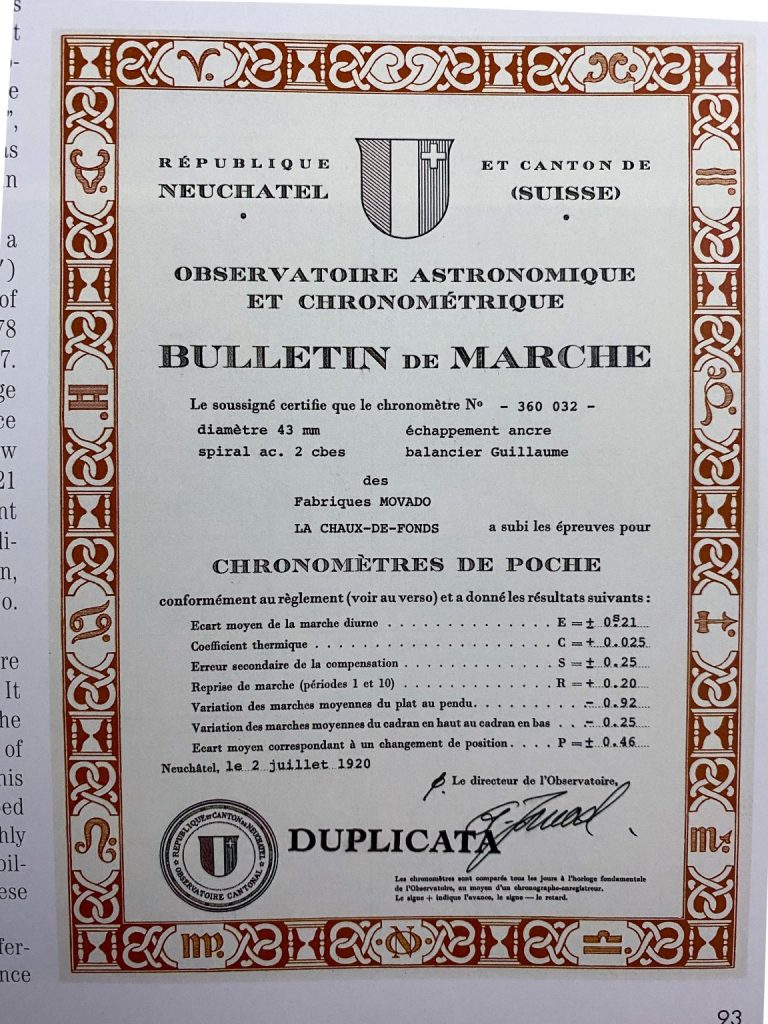 RÉPUBLIQUE ET CANTON DE
NEUCHATEL (SUISSE)
OBSERVATOIRE ASTRONOMIQUE
ET CHRONOMÉTRIQUE
BULLETIN DE MARCHE
Le soussigné certifie que le chronomètre Nº - 360 032 -
diamètre 43 mm échappement ancre
spiral ac. 2 cbes balancier Guillaume
des
Fabriques MOVADO
LA CHAUX-DE-FONDS a subi les épreuves pour
CHRONOMÈTRES DE POCHE
conformément au règlement (voir au verso) et a donné les résultats suivants :
Ecart moyen de la marche diurne . . . . . . . . . . . . . E = ± 0ˢ.21
Coefficient thermique . . . . . . . . . . . . . . . . . . . C = + 0.025
Erreur secondaire de la compensation . . . . . . . . . . . S = ± 0.25
Reprise de marche (périodes 1 et 10) . . . . . . . . . . . R = + 0.20
Variation des marches moyennes du plat au pendu . . . . . . . - 0.92
Variation des marches moyennes du cadran en haut au cadran en bas . . - 0.25
Ecart moyen correspondant à un changement de position . . . . P = ± 0.46
Neuchâtel, le 2 juillet 1920
Le directeur de l'Observatoire,
RÉPUBLIQUE ET CANTON DE NEUCHATEL
OBSERVATOIRE CANTONAL
DUPLICATA
Les chronomètres sont comparés tous les jours à l'horloge fondamentale
de l'Observatoire, au moyen d'un chronographe-enregistreur.
Le signe + indique l'avance, le signe — le retard.
93